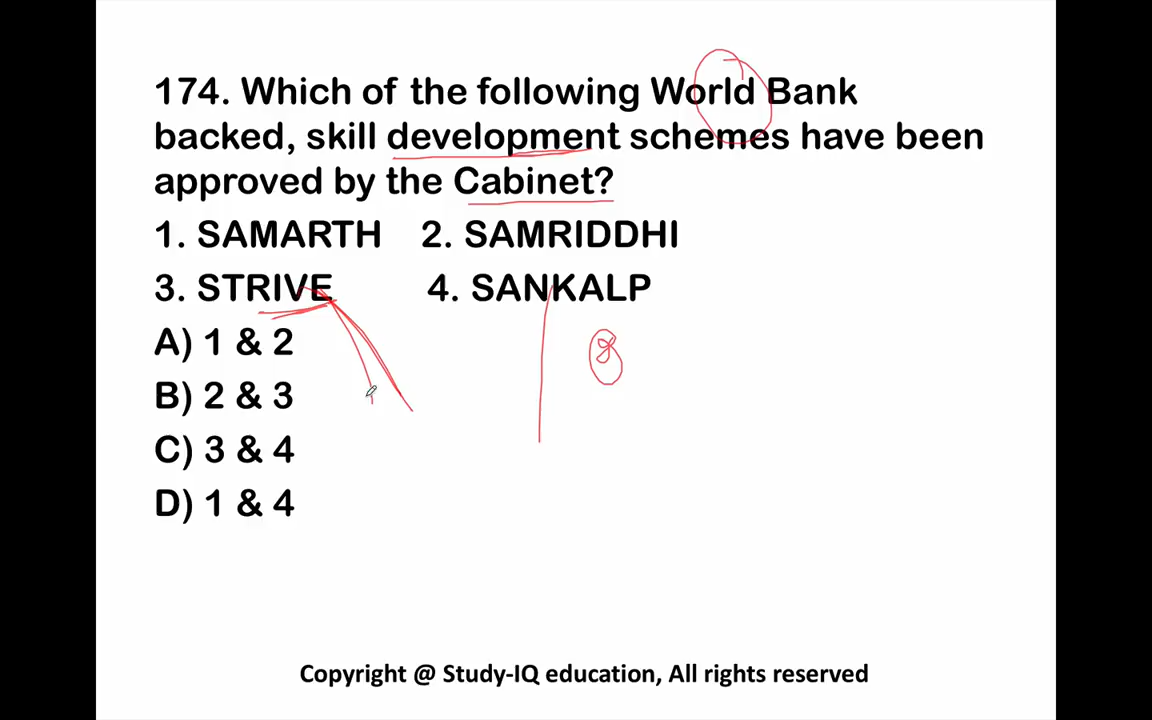 174. Which of the following World Bank
backed, skill development schemes have been
approved by the Cabinet?
1. SAMARTH 2. SAMRIDDHI
3. STRIVE 4. SANKALP
8
A) 1 & 2
B) 2 & 3
C) 3 & 4
D) 1 & 4
Copyright @ Study-IQ education, All rights reserved